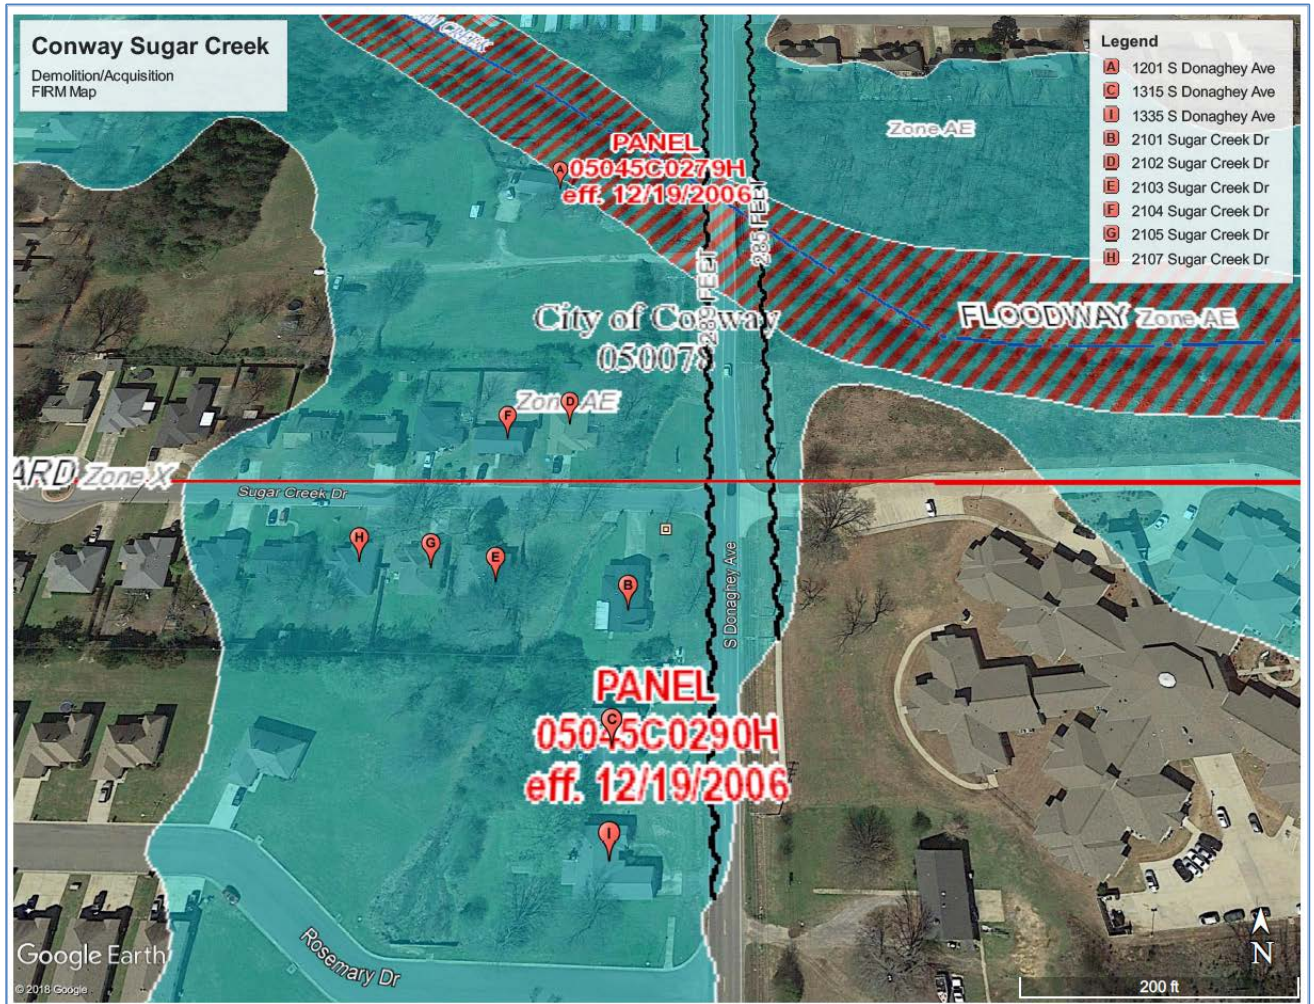 Conway Sugar Creek
Demolition/Acquisition
FIRM Map
Legend
A 1201 S Donaghey Ave
C 1315 S Donaghey Ave
I 1335 S Donaghey Ave
B 2101 Sugar Creek Dr
D 2102 Sugar Creek Dr
E 2103 Sugar Creek Dr
F 2104 Sugar Creek Dr
G 2105 Sugar Creek Dr
H 2107 Sugar Creek Dr
CREEK
Zone AE
PANEL
A
05045C0279H
eff. 12/19/2006
285 FEET
289 FEET
City of Conway
050078
FLOODWAY Zone AE
Zone AE
D
F
ARD Zone X
Sugar Creek Dr
H
G
E
B
S Donaghey Ave
PANEL
C
05045C0290H
eff. 12/19/2006
I
Rosemary Dr
Google Earth
© 2018 Google
N
200 ft